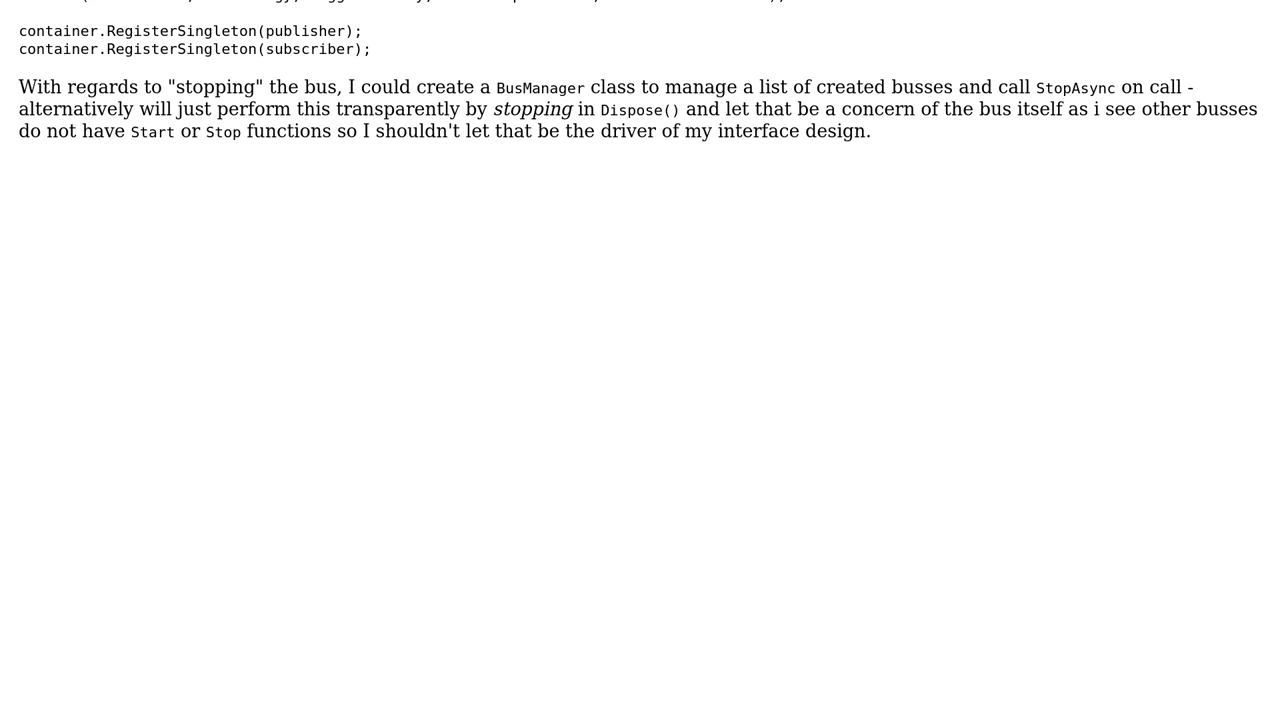 container.RegisterSingleton(publisher);
container.RegisterSingleton(subscriber);
With regards to "stopping" the bus, I could create a BusManager class to manage a list of created busses and call StopAsync on call -
alternatively will just perform this transparently by stopping in Dispose() and let that be a concern of the bus itself as i see other busses
do not have Start or Stop functions so I shouldn't let that be the driver of my interface design.